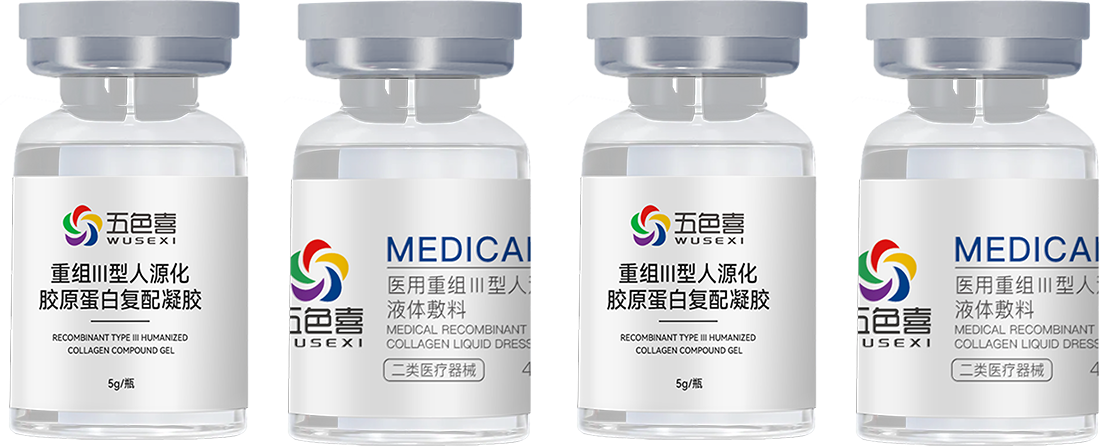 五色喜
WUSEXI
重组III型人源化
胶原蛋白复配凝胶
RECOMBINANT TYPE III HUMANIZED
COLLAGEN COMPOUND GEL
5g/瓶
五色喜
WUSEXI
MEDICAL
医用重组III型人
液体敷料
MEDICAL RECOMBINANT
COLLAGEN LIQUID DRESS
二类医疗器械
五色喜
WUSEXI
重组III型人源化
胶原蛋白复配凝胶
RECOMBINANT TYPE III HUMANIZED
COLLAGEN COMPOUND GEL
5g/瓶
五色喜
WUSEXI
MEDICAL
医用重组III型人
液体敷料
MEDICAL RECOMBINANT
COLLAGEN LIQUID DRESS
二类医疗器械